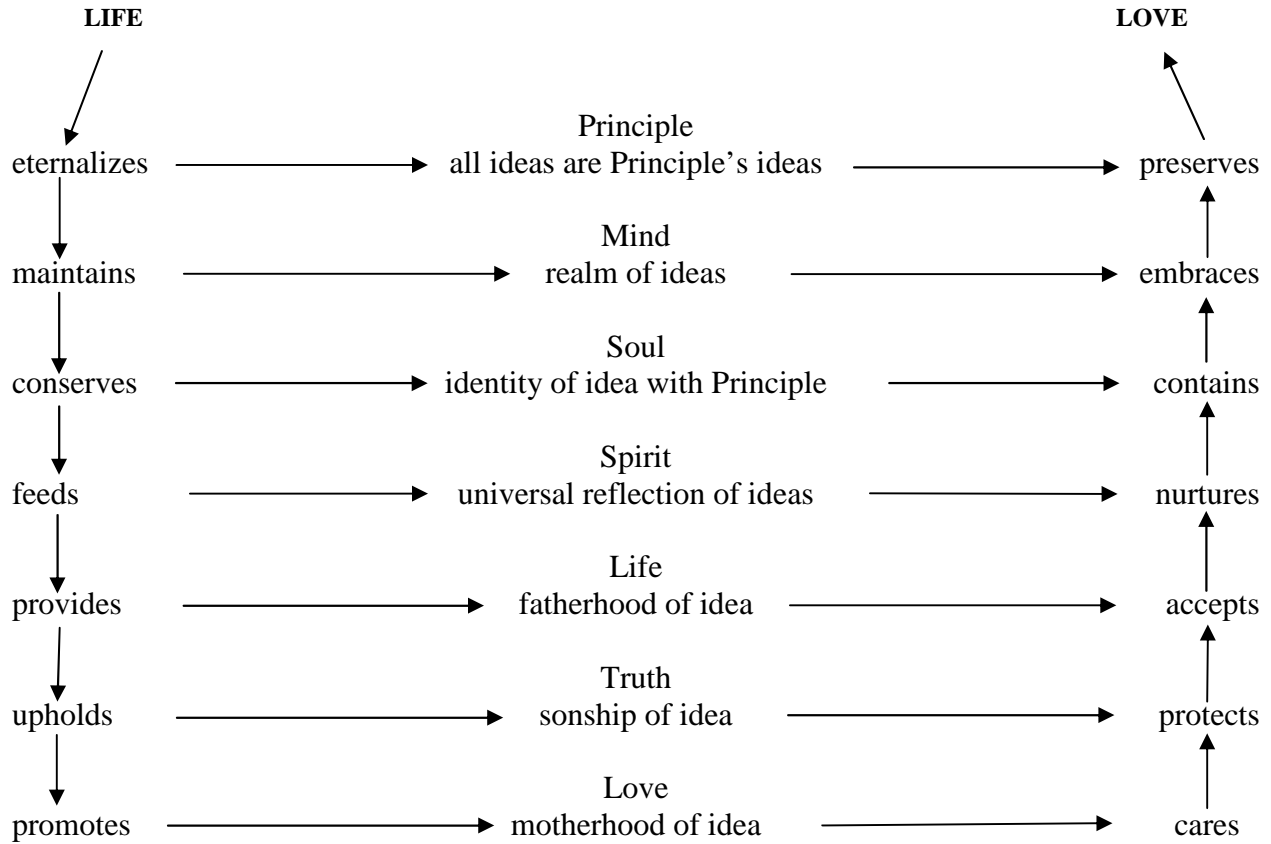 LIFE LOVE
Principle
eternalizes all ideas are Principle's ideas preserves
Mind
maintains realm of ideas embraces
Soul
conserves identity of idea with Principle contains
Spirit
feeds universal reflection of ideas nurtures
Life
provides fatherhood of idea accepts
Truth
upholds sonship of idea protects
Love
promotes motherhood of idea cares